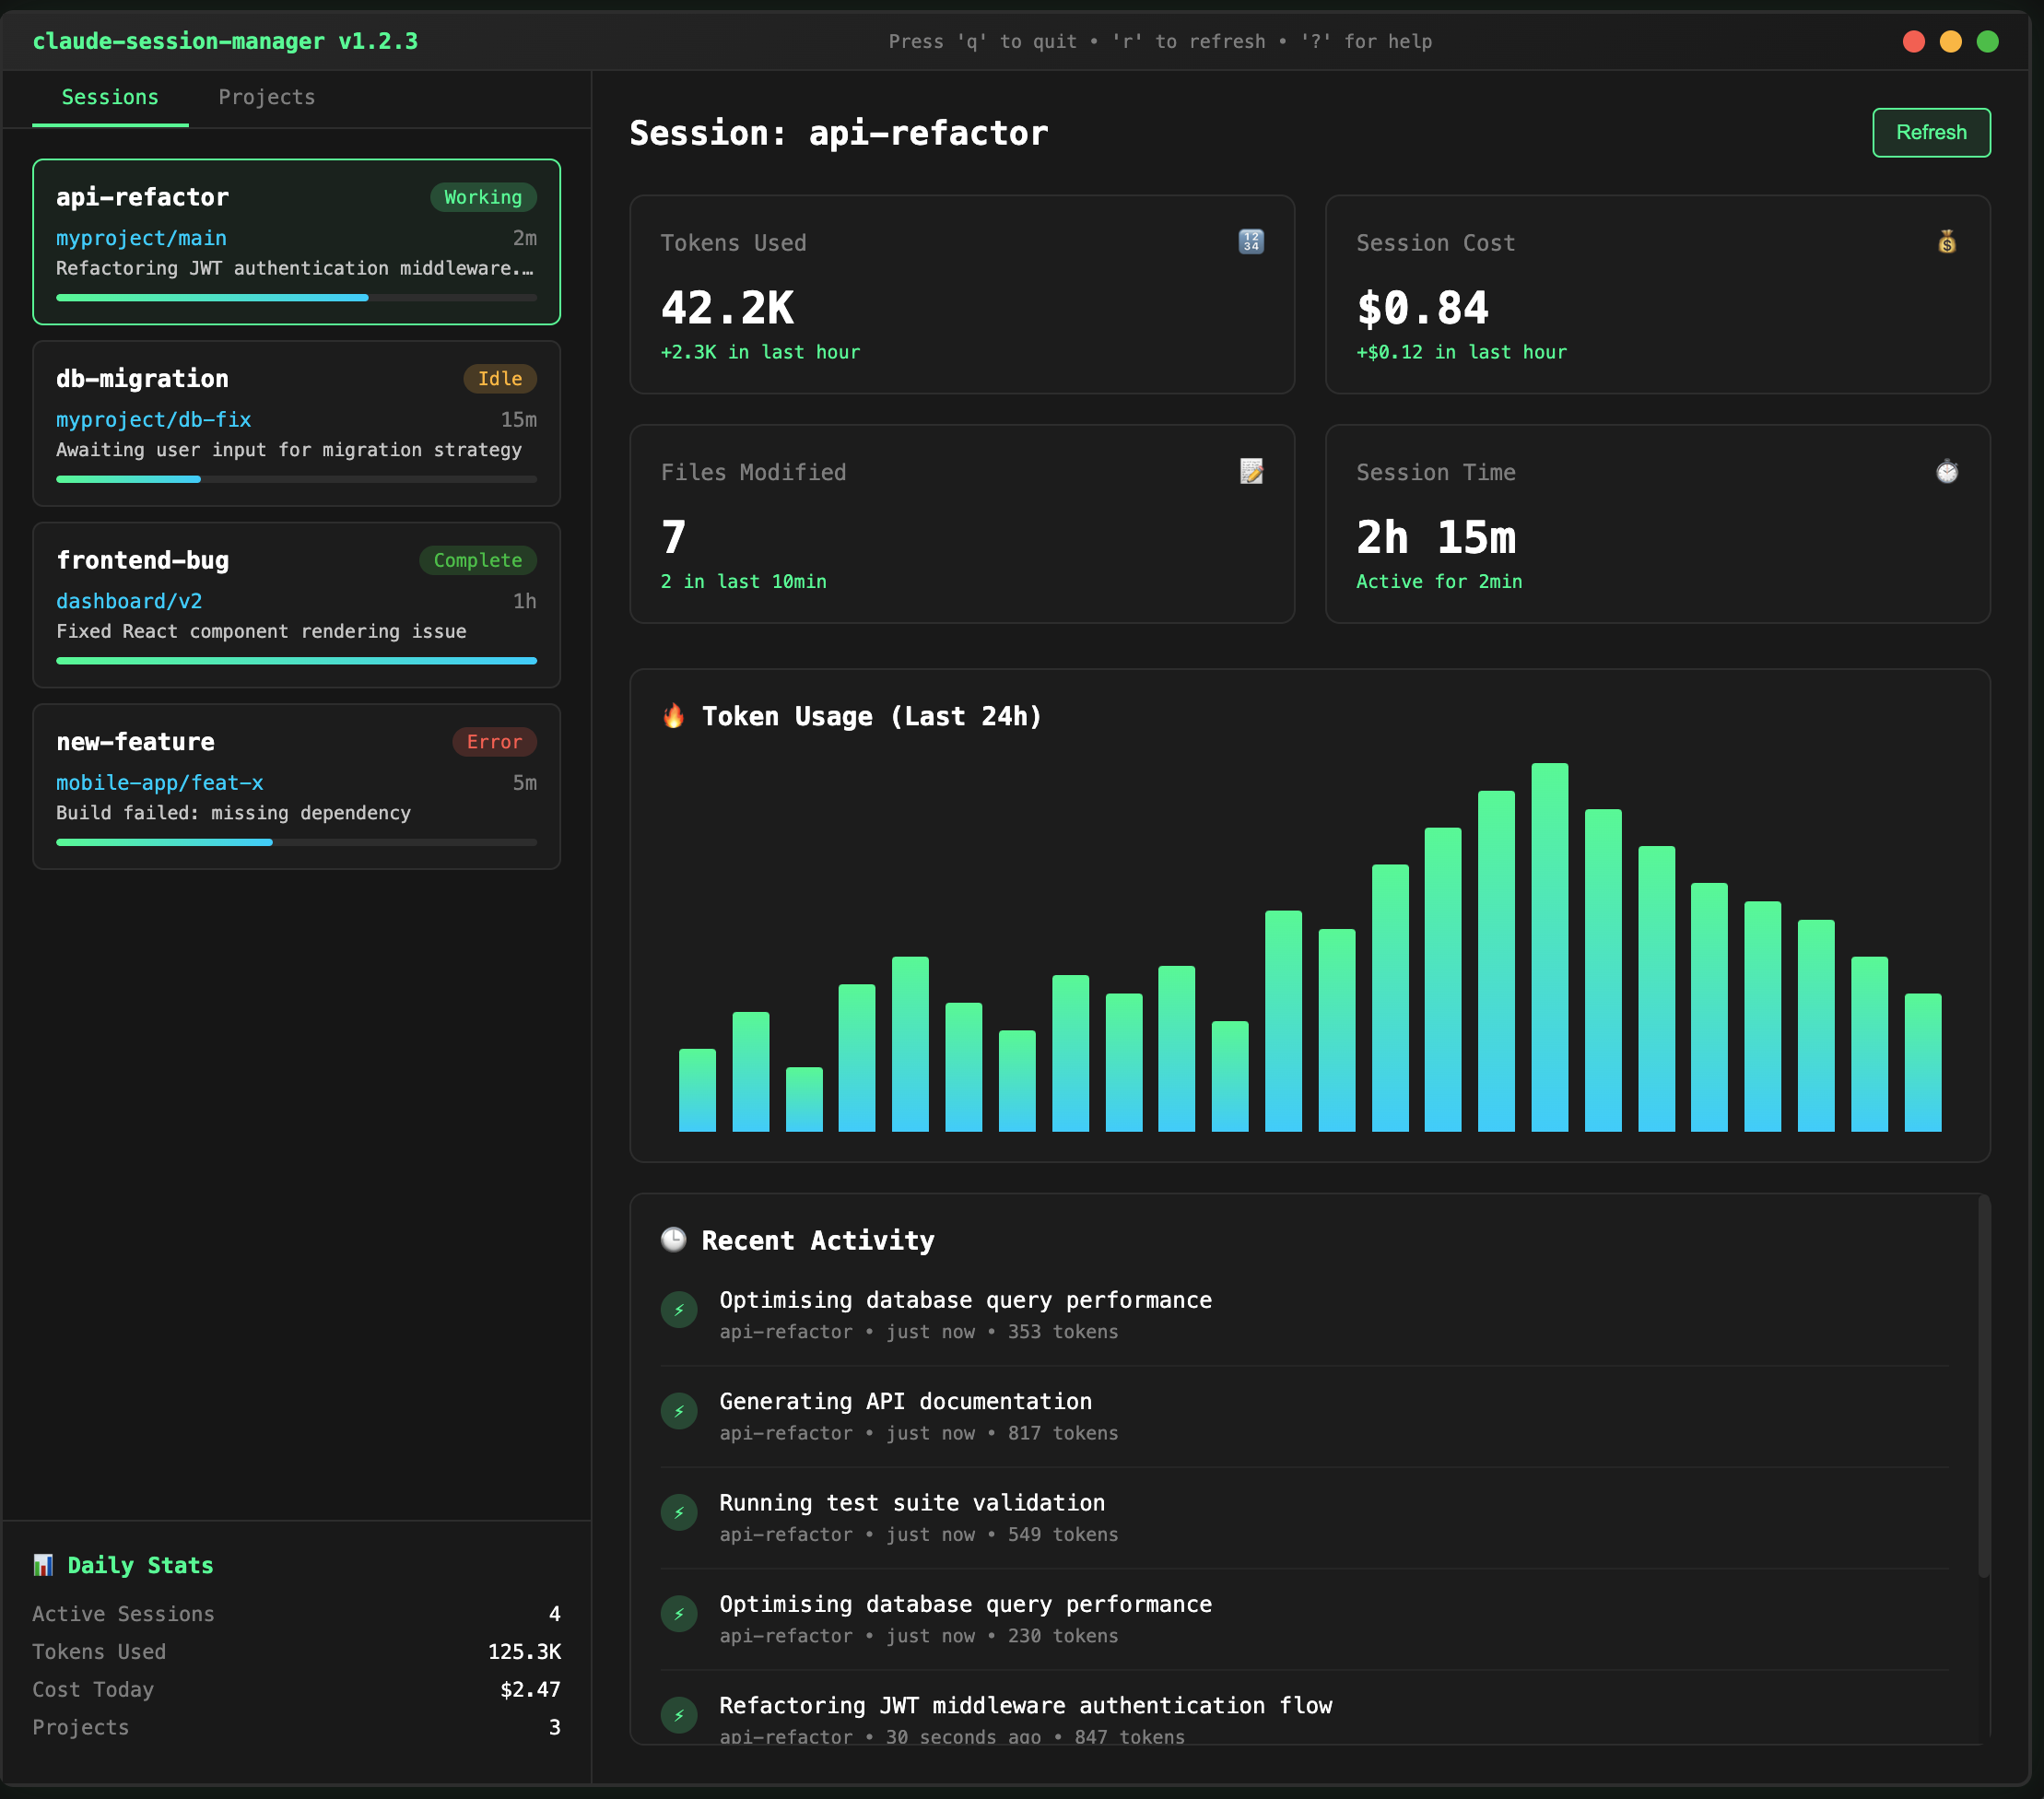 claude-session-manager v1.2.3
Press 'q' to quit • 'r' to refresh • '?' for help
Sessions
Projects
api-refactor
Working
myproject/main
2m
Refactoring JWT authentication middleware.…
db-migration
Idle
myproject/db-fix
15m
Awaiting user input for migration strategy
frontend-bug
Complete
dashboard/v2
1h
Fixed React component rendering issue
new-feature
Error
mobile-app/feat-x
5m
Build failed: missing dependency
Daily Stats
Active Sessions
4
Tokens Used
125.3K
Cost Today
$2.47
Projects
3
Session: api-refactor
Refresh
Tokens Used
1234
42.2K
+2.3K in last hour
Session Cost
$0.84
+$0.12 in last hour
Files Modified
7
2 in last 10min
Session Time
2h 15m
Active for 2min
Token Usage (Last 24h)
Recent Activity
Optimising database query performance
api-refactor • just now • 353 tokens
Generating API documentation
api-refactor • just now • 817 tokens
Running test suite validation
api-refactor • just now • 549 tokens
Optimising database query performance
api-refactor • just now • 230 tokens
Refactoring JWT middleware authentication flow
api-refactor • 30 seconds ago • 847 tokens